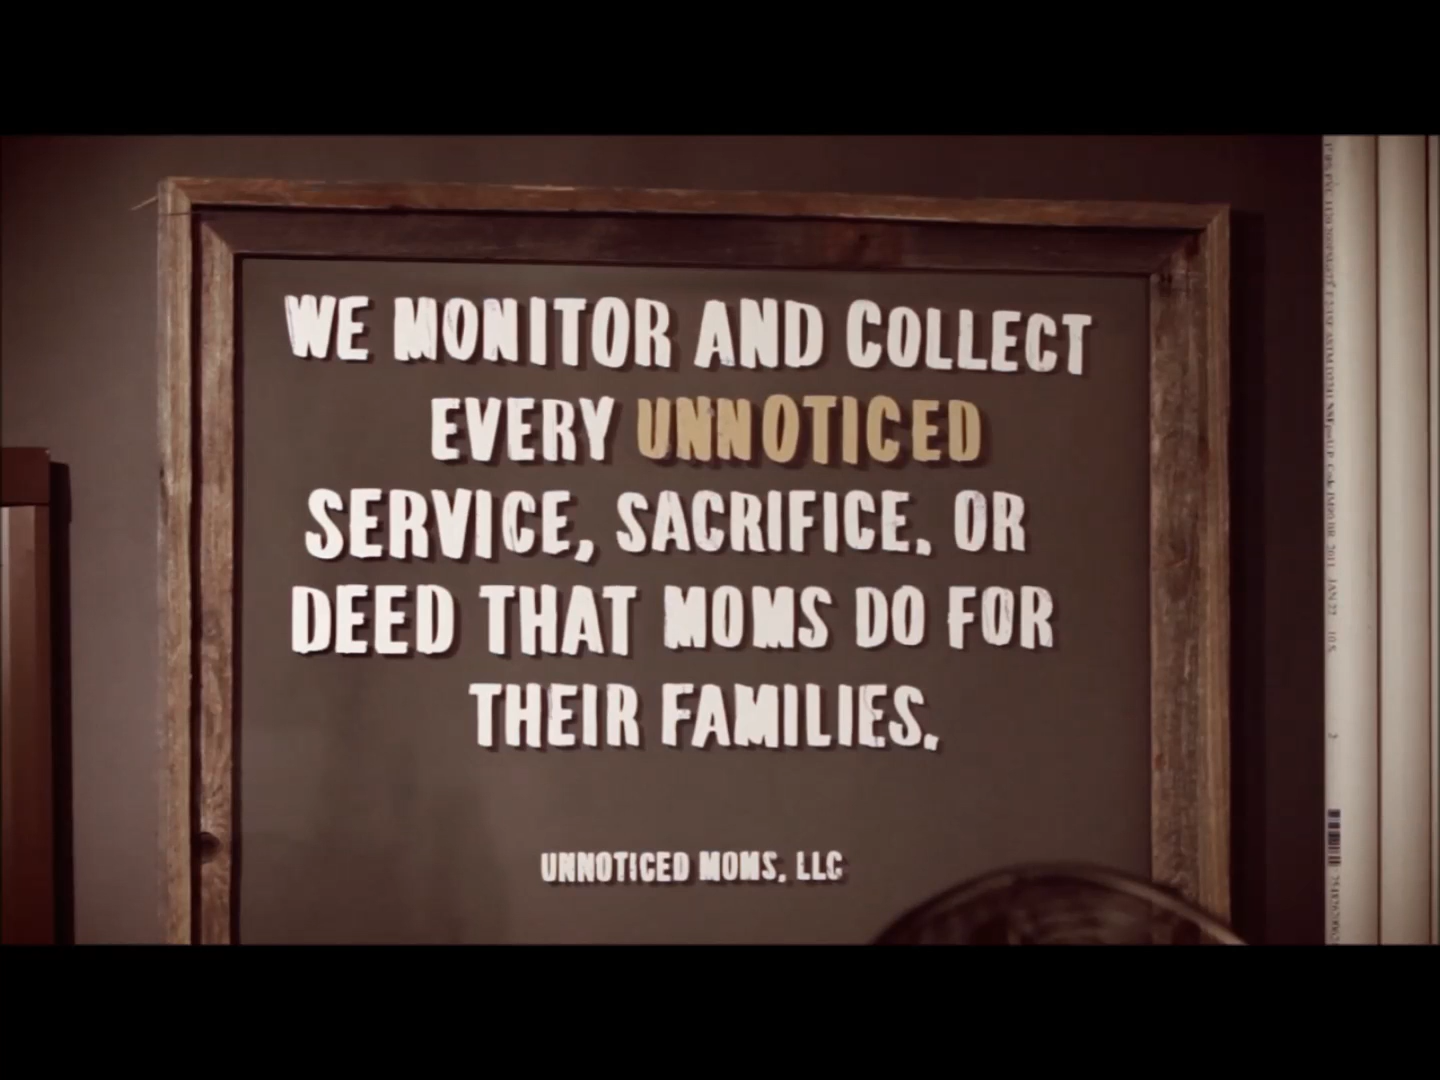 WE MONITOR AND COLLECT
EVERY UNNOTICED
SERVICE, SACRIFICE, OR
DEED THAT MOMS DO FOR
THEIR FAMILIES.
UNNOTICED MOMS, LLC